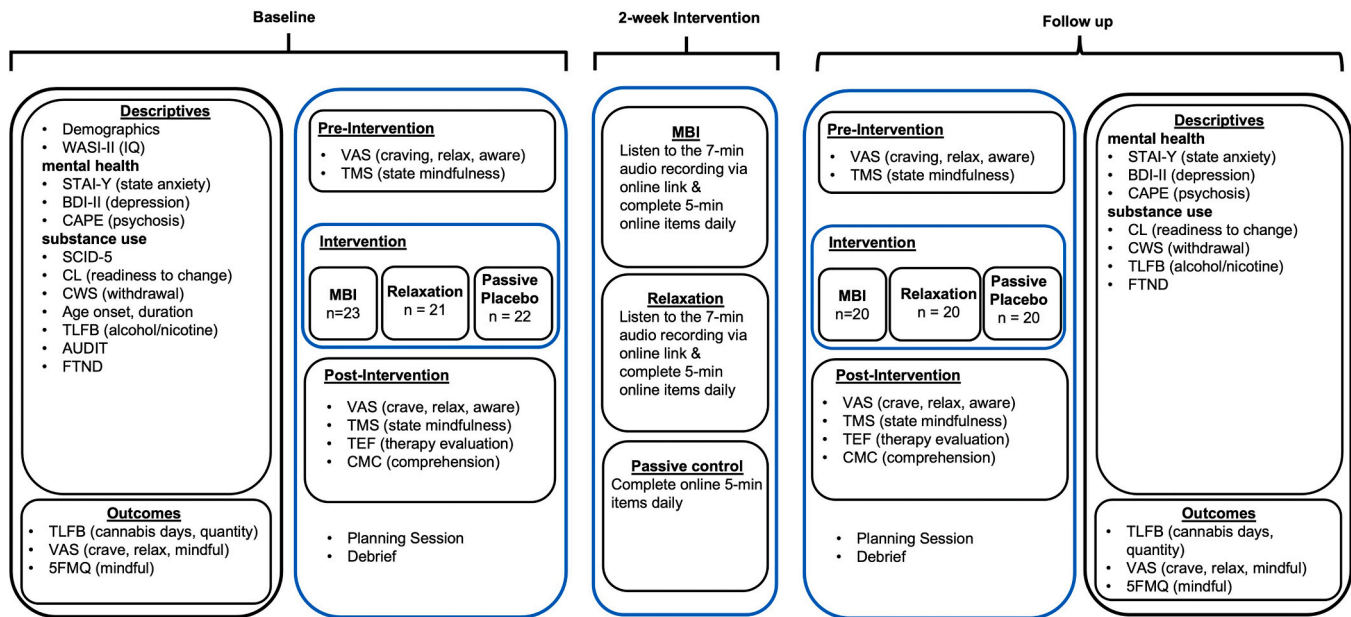 Baseline
2-week Intervention
Follow up
Descriptives
• Demographics
• WASI-II (IQ)
mental health
• STAI-Y (state anxiety)
• BDI-II (depression)
• CAPE (psychosis)
substance use
• SCID-5
• CL (readiness to change)
• CWS (withdrawal)
• Age onset, duration
• TLFB (alcohol/nicotine)
• AUDIT
• FTND
Outcomes
• TLFB (cannabis days, quantity)
• VAS (crave, relax, mindful)
• 5FMQ (mindful)
Pre-Intervention
• VAS (craving, relax, aware)
• TMS (state mindfulness)
Intervention
MBI
n=23
Relaxation
n = 21
Passive
Placebo
n = 22
Post-Intervention
• VAS (crave, relax, aware)
• TMS (state mindfulness)
• TEF (therapy evaluation)
• CMC (comprehension)
• Planning Session
• Debrief
MBI
Listen to the 7-min
audio recording via
online link &
complete 5-min
online items daily
Relaxation
Listen to the 7-min
audio recording via
online link &
complete 5-min
online items daily
Passive control
Complete online 5-min
items daily
Pre-Intervention
• VAS (craving, relax, aware)
• TMS (state mindfulness)
Intervention
MBI
n=20
Relaxation
n = 20
Passive
Placebo
n = 20
Post-Intervention
• VAS (crave, relax, aware)
• TMS (state mindfulness)
• TEF (therapy evaluation)
• CMC (comprehension)
• Planning Session
• Debrief
Descriptives
mental health
• STAI-Y (state anxiety)
• BDI-II (depression)
• CAPE (psychosis)
substance use
• CL (readiness to change)
• CWS (withdrawal)
• TLFB (alcohol/nicotine)
• FTND
Outcomes
• TLFB (cannabis days,
quantity)
• VAS (crave, relax, mindful)
• 5FMQ (mindful)